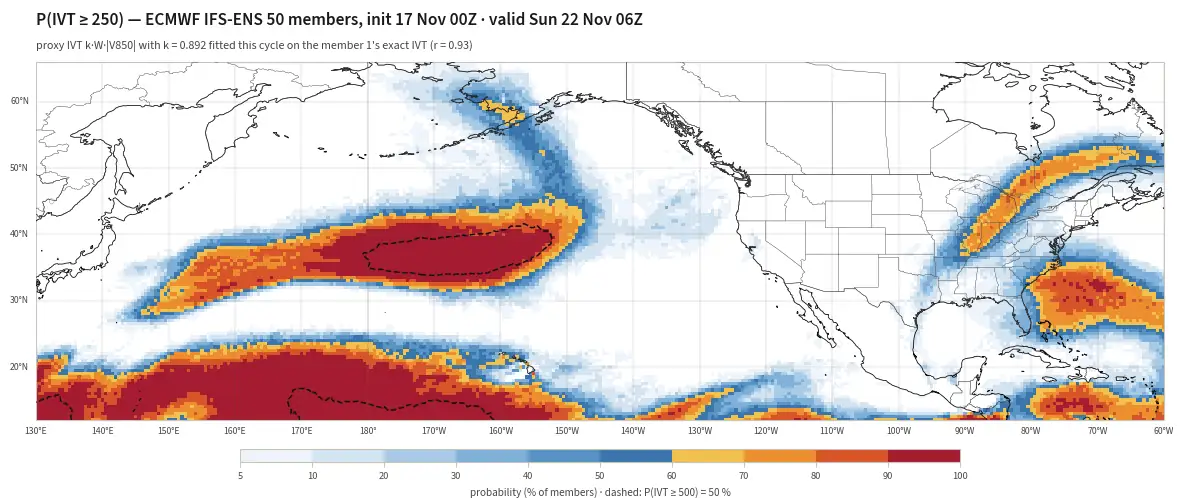 P(IVT ≥ 250) — ECMWF IFS-ENS 50 members, init 17 Nov 00Z · valid Sun 22 Nov 06Z
proxy IVT k·W·|V850| with k = 0.892 fitted this cycle on the member 1's exact IVT (r = 0.93)
60°N
50°N
40°N
30°N
20°N
130°E 140°E 150°E 160°E 170°E 180° 170°W 160°W 150°W 140°W 130°W 120°W 110°W 100°W 90°W 80°W 70°W 60°W
5 10 20 30 40 50 60 70 80 90 100
probability (% of members) · dashed: P(IVT ≥ 500) = 50 %